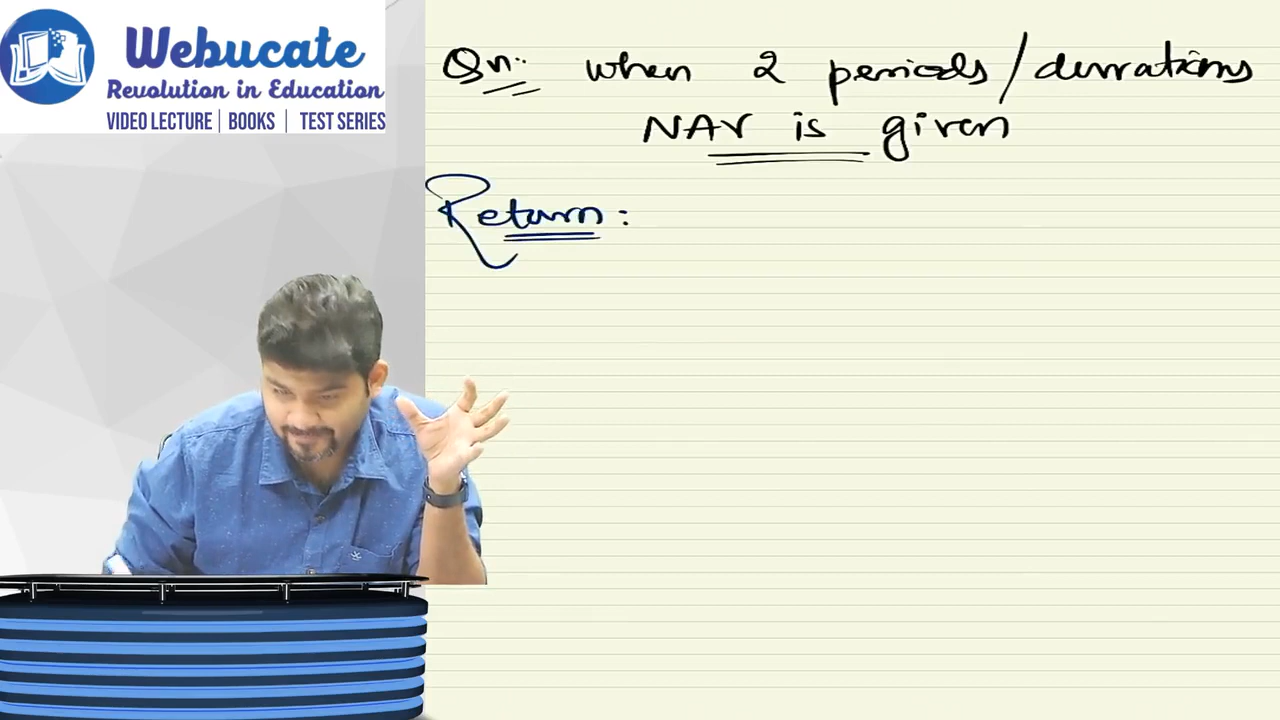 Webucate
Revolution in Education
VIDEO LECTURE | BOOKS | TEST SERIES
Qn:- when 2 periods/durations
NAV is given
Return: